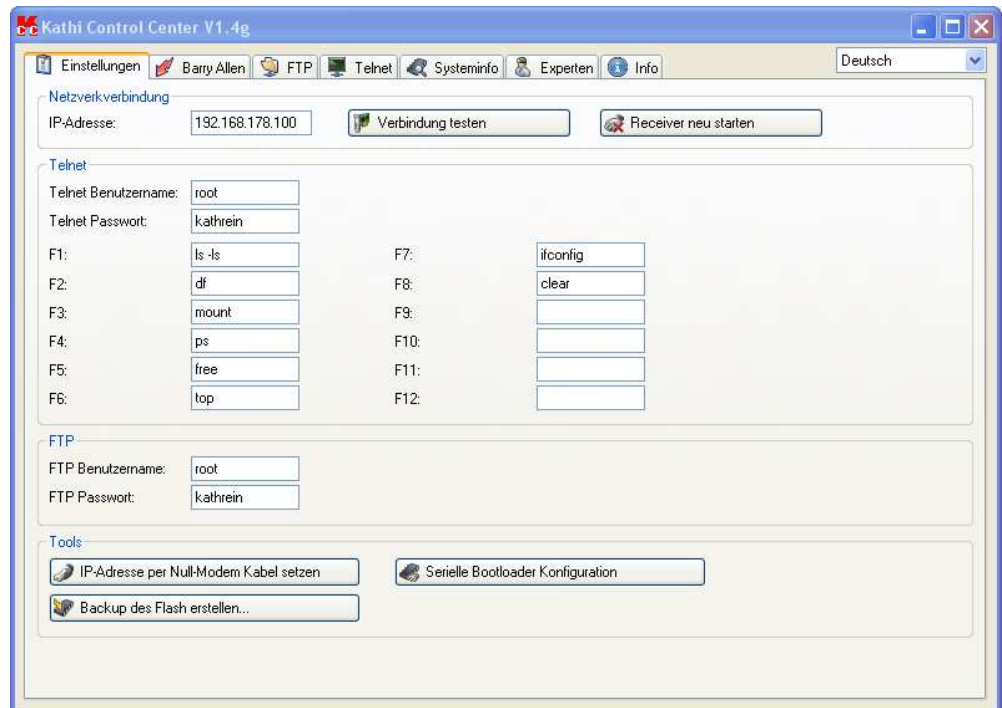 Kathi Control Center V1.4g
Einstellungen Barry Allen FTP Telnet Systeminfo Experten Info Deutsch
Netzverkverbindung
IP-Adresse: 192.168.178.100 Verbindung testen Receiver neu starten
Telnet
Telnet Benutzername: root
Telnet Passwort: kathrein
F1: ls -ls F7: ifconfig
F2: df F8: clear
F3: mount F9:
F4: ps F10:
F5: free F11:
F6: top F12:
FTP
FTP Benutzername: root
FTP Passwort: kathrein
Tools
IP-Adresse per Null-Modem Kabel setzen Serielle Bootloader Konfiguration
Backup des Flash erstellen...